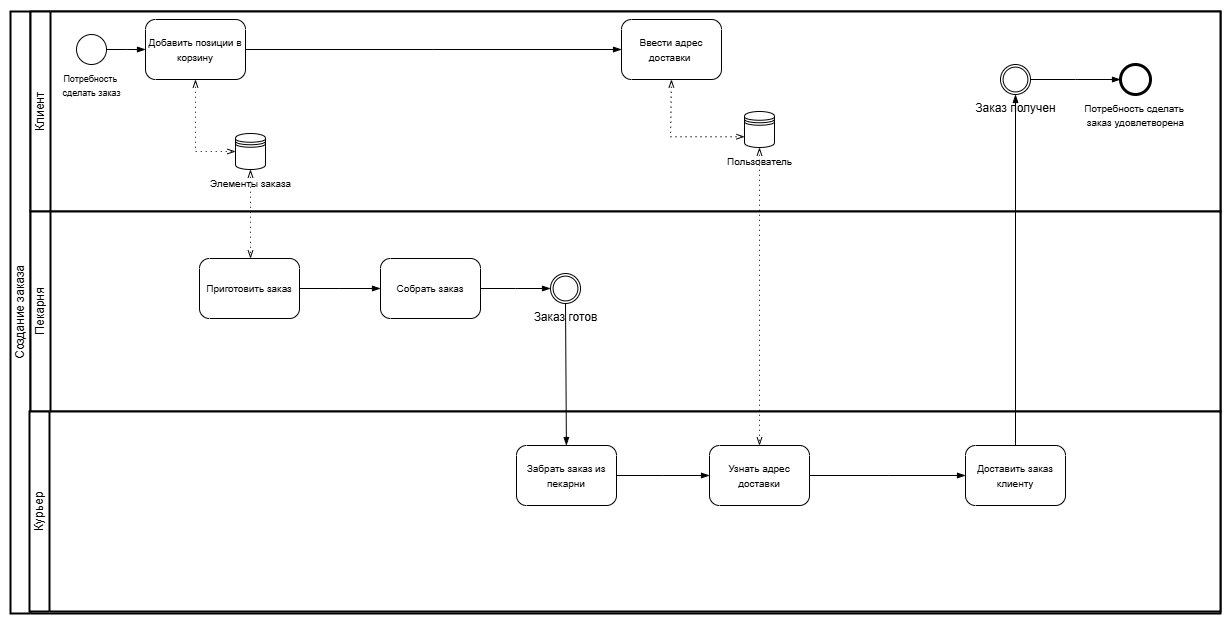 Создание заказа
Клиент
Потребность
сделать заказ
Добавить позиции в
корзину
Ввести адрес
доставки
Элементы заказа
Пользователь
Заказ получен
Потребность сделать
заказ удовлетворена
Пекарня
Приготовить заказ
Собрать заказ
Заказ готов
Курьер
Забрать заказ из
пекарни
Узнать адрес
доставки
Доставить заказ
клиенту